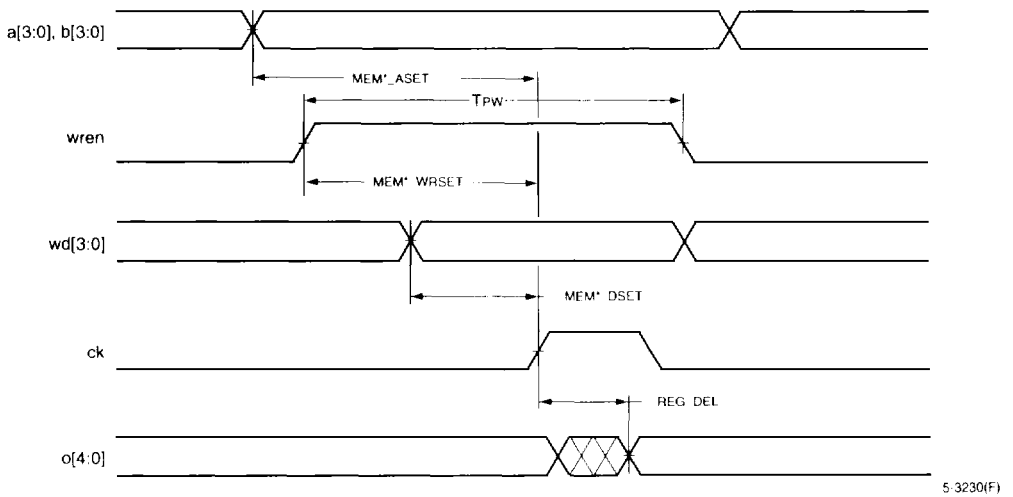 a[3:0], b[3:0]
MEM*_ASET
TPW
wren
MEM* WRSET
wd[3:0]
MEM* DSET
ck
REG DEL
o[4:0]
5-3230(F)